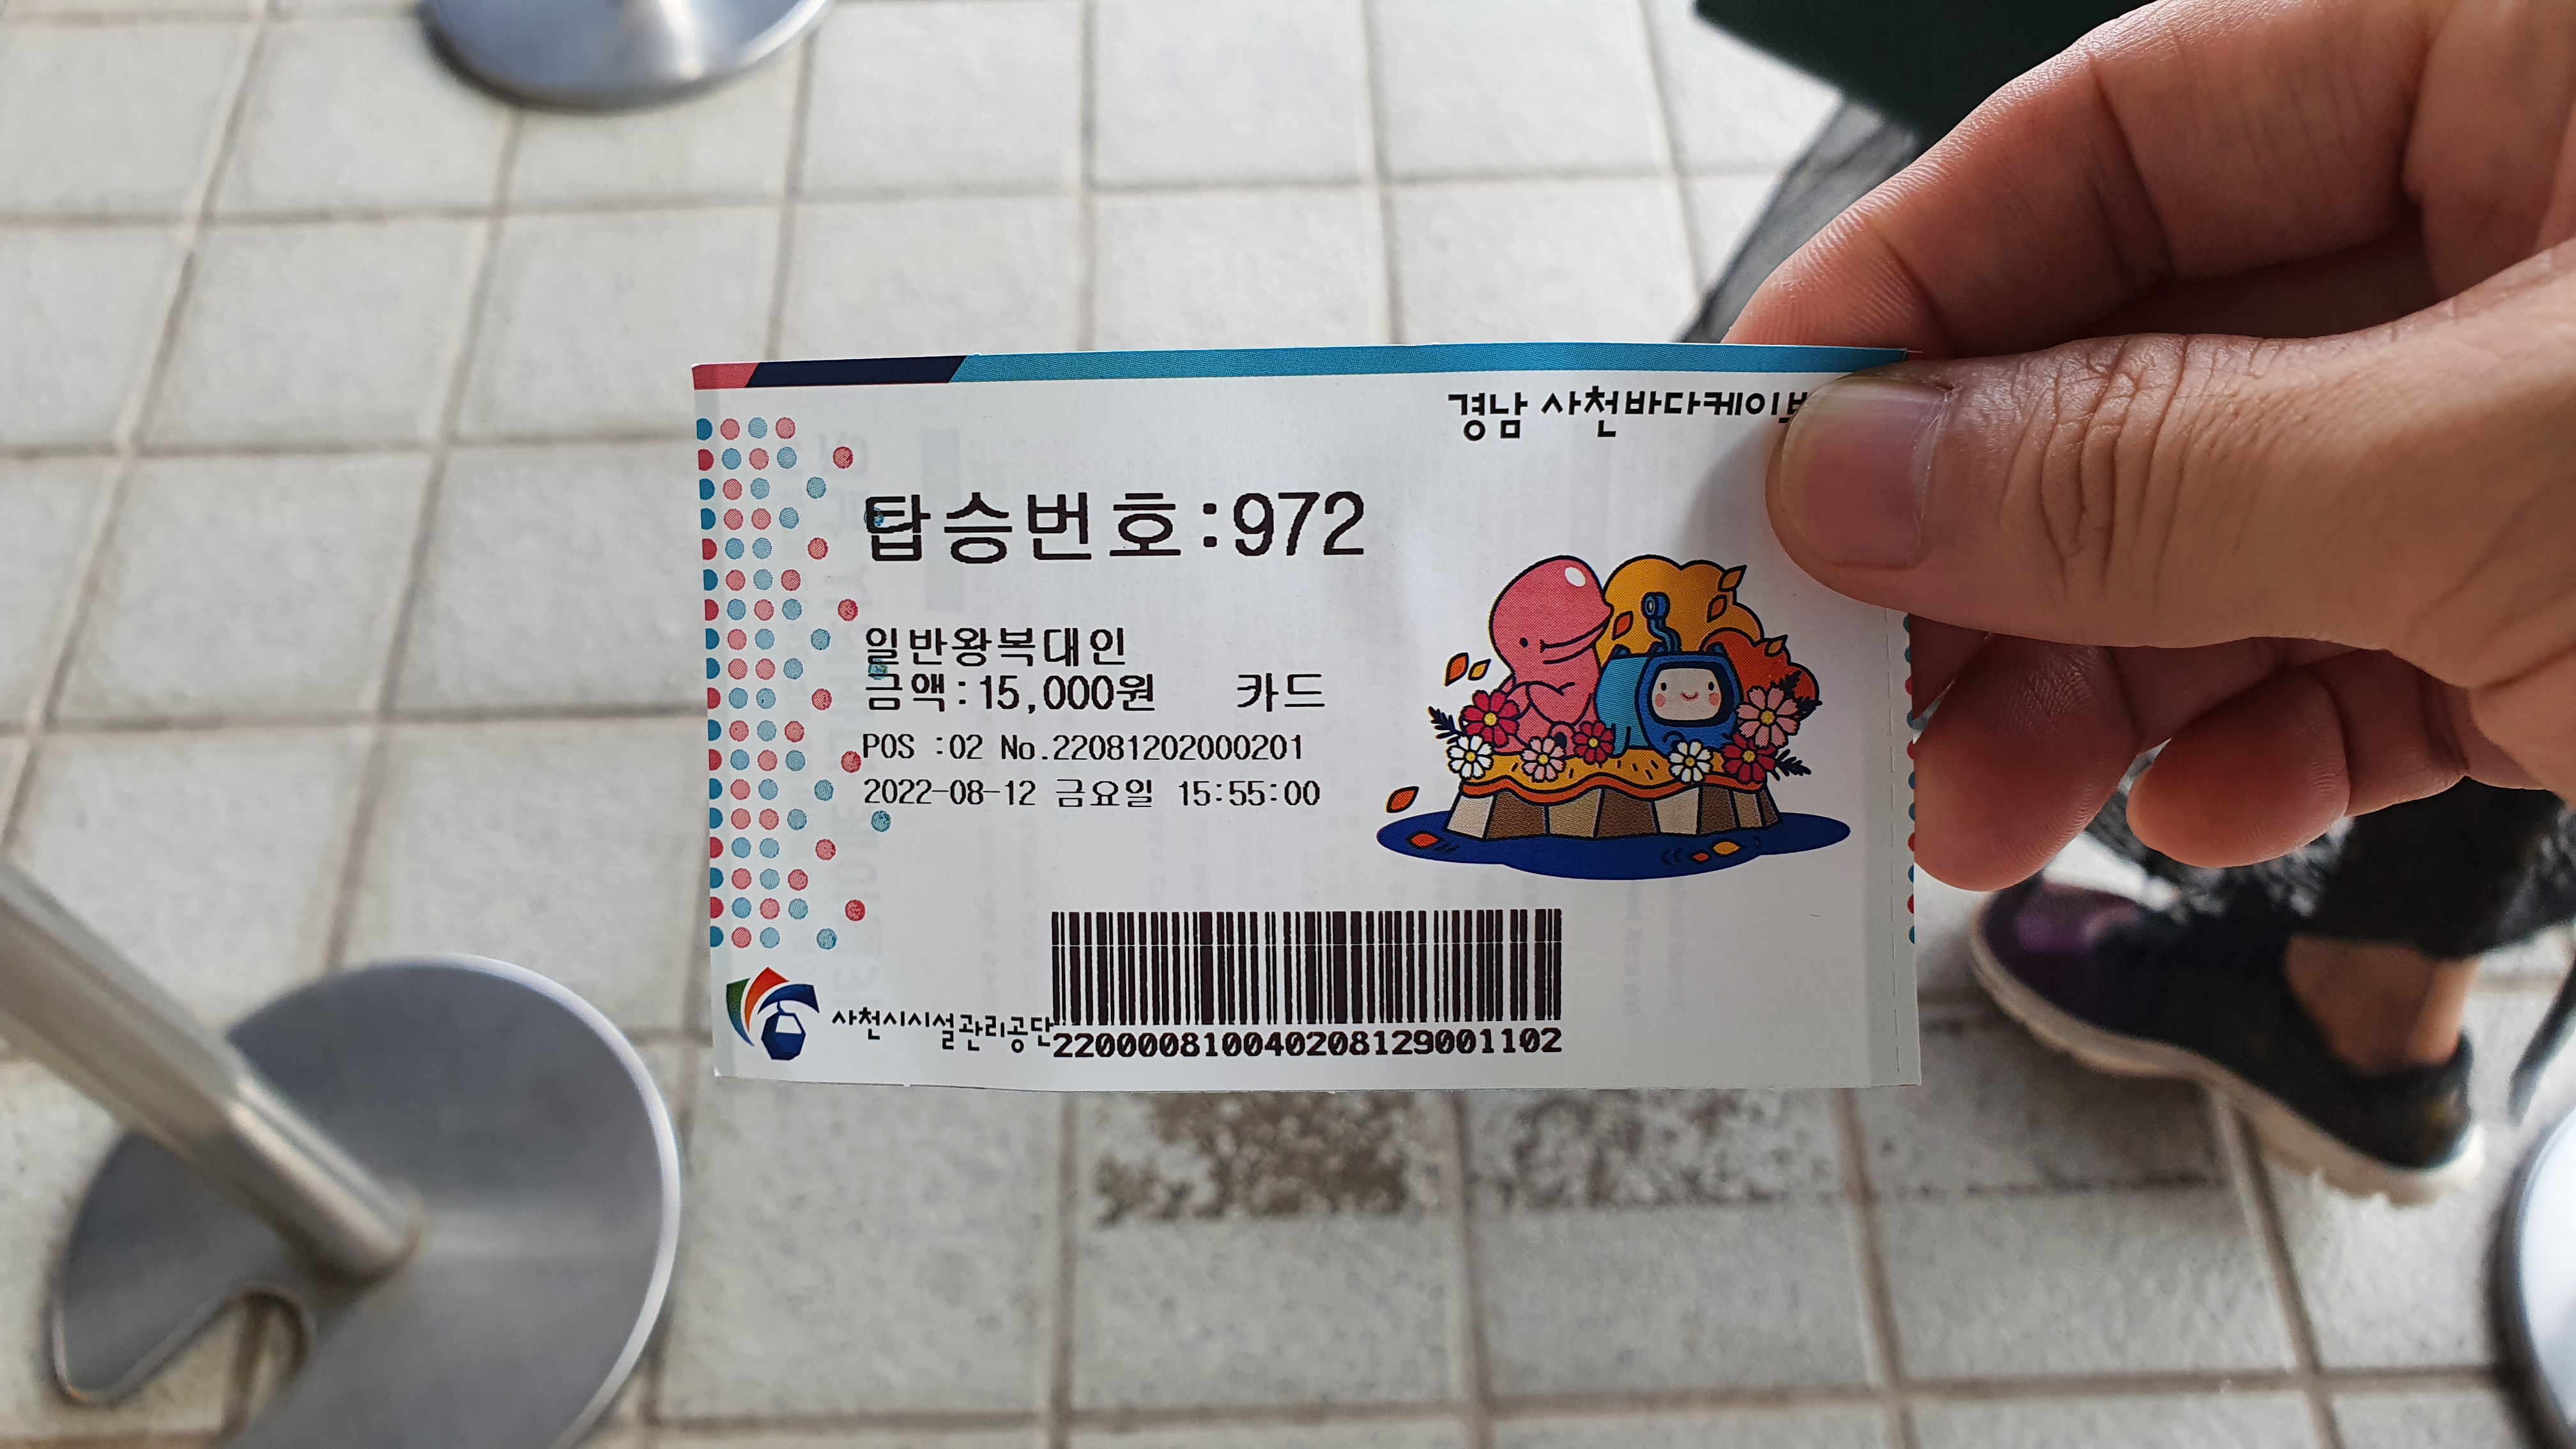 경남 사천바다케이
탑승번호:972
일반왕복대인
금액:15,000원 카드
POS :02 No.22081202000201
2022-08-12 금요일 15:55:00
사천시시설관리공단
2200008100402081290011​02